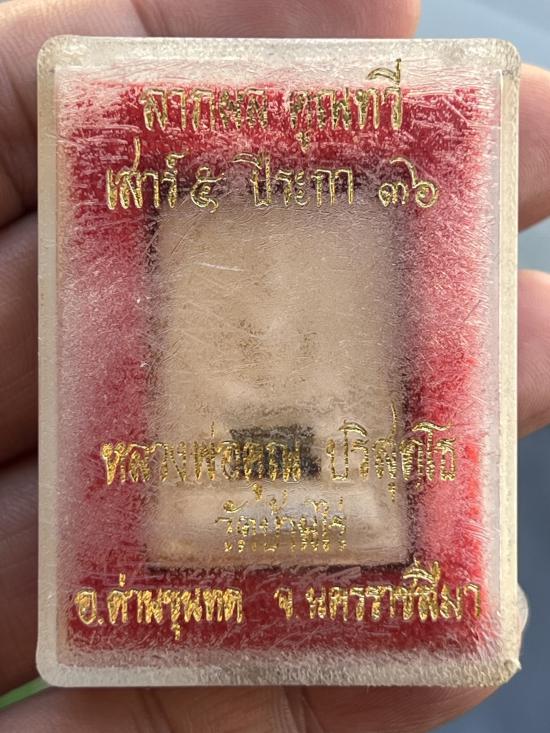 ลาภผล คูณทวี
เสาร์ ๕ ปีระกา ๓๖
หลวงพ่อคูณ ปริสุทโธ
วัดบ้านไร่
อ.ด่านขุนทด จ.นครราชสีมา